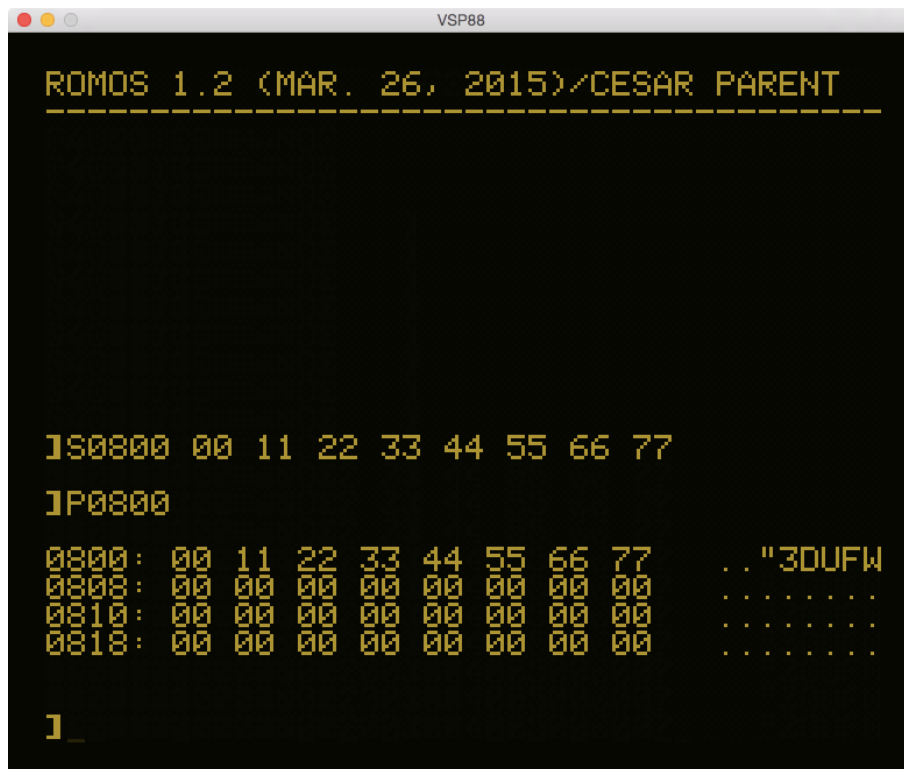 VSP88
ROMOS 1.2 (MAR. 26, 2015)/CESAR PARENT
----------------------------------------
]S0800 00 11 22 33 44 55 66 77
]P0800
0800: 00 11 22 33 44 55 66 77 .."3DUFW
0808: 00 00 00 00 00 00 00 00 ........
0810: 00 00 00 00 00 00 00 00 ........
0818: 00 00 00 00 00 00 00 00 ........
]_